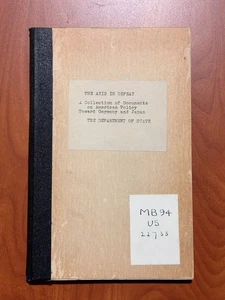 THE AXIS IN DEFEAT
A Collection of Documents
on American Policy
Toward Germany and Japan
THE DEPARTMENT OF STATE
MB94
US